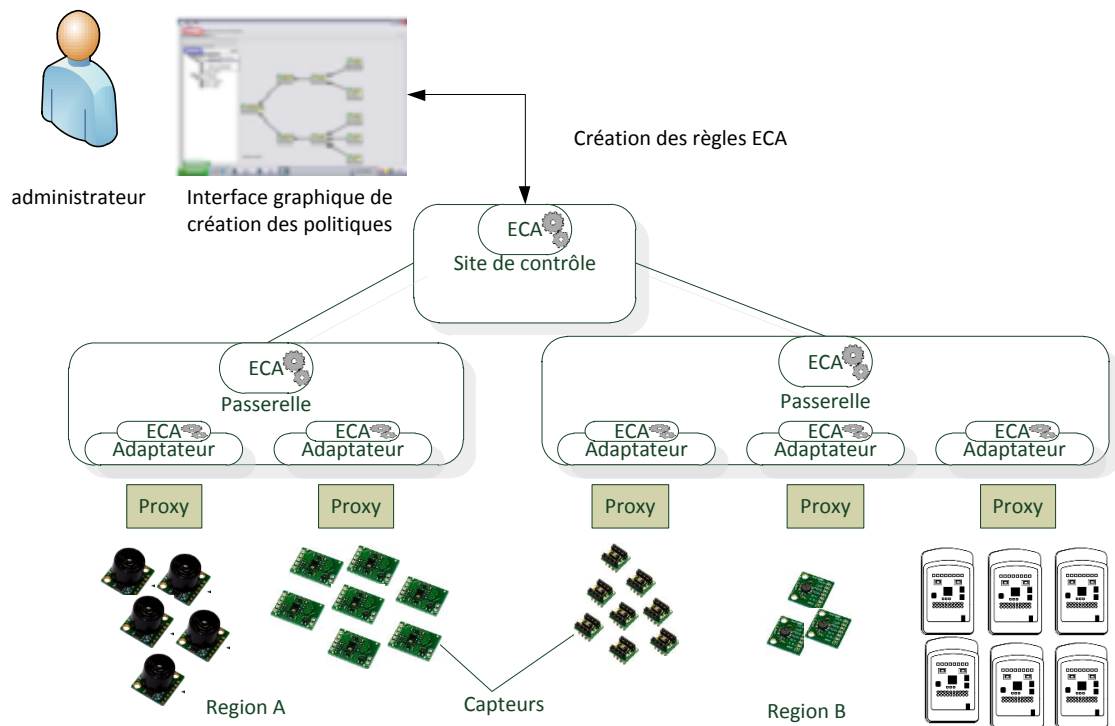 Création des règles ECA
administrateur
Interface graphique de
création des politiques
ECA
Site de contrôle
ECA
Passerelle
ECA
Passerelle
ECA
Adaptateur
ECA
Adaptateur
ECA
Adaptateur
ECA
Adaptateur
ECA
Adaptateur
Proxy
Proxy
Proxy
Proxy
Proxy
Region A
Capteurs
Region B